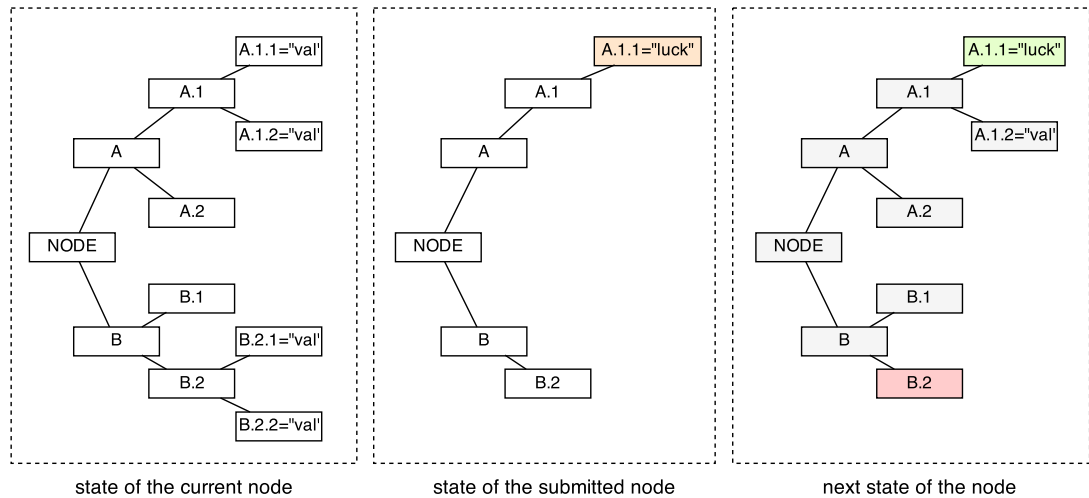 A.1.1="val'
A.1
A.1.2="val'
A
A.2
NODE
B.1
B
B.2.1="val'
B.2
B.2.2="val'
state of the current node
A.1.1="luck"
A.1
A
NODE
B
B.2
state of the submitted node
A.1.1="luck"
A.1
A.1.2="val'
A
A.2
NODE
B.1
B
B.2
next state of the node